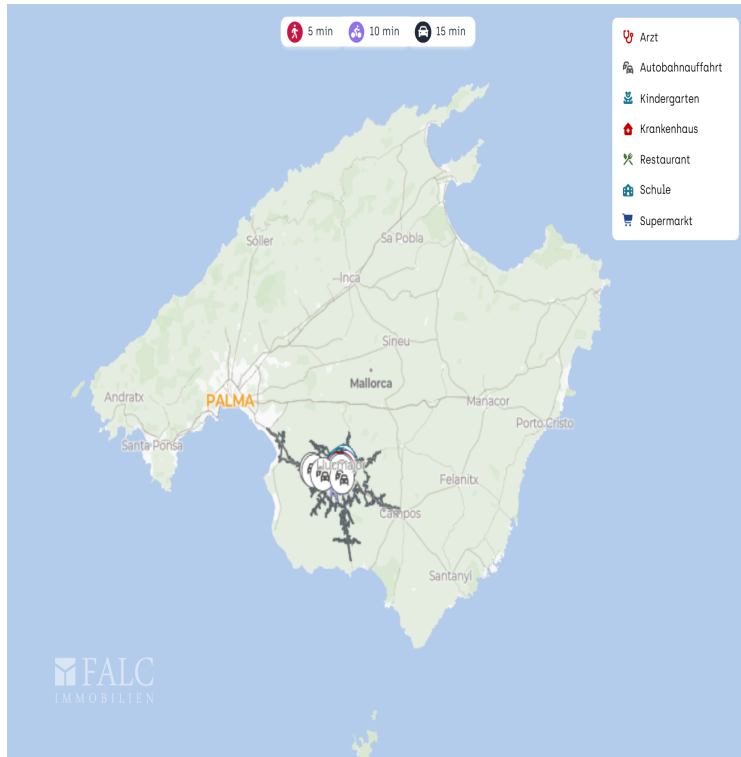 5 min
10 min
15 min
Arzt
Autobahnauffahrt
Kindergarten
Krankenhaus
Restaurant
Schule
Supermarkt
Sóller
Sa Pobla
Inca
Sineu
Mallorca
Andratx
PALMA
Manacor
Porto Cristo
Santa Ponsa
Llucmajor
Felanitx
Campos
Santanyí
FALC
IMMOBILIEN